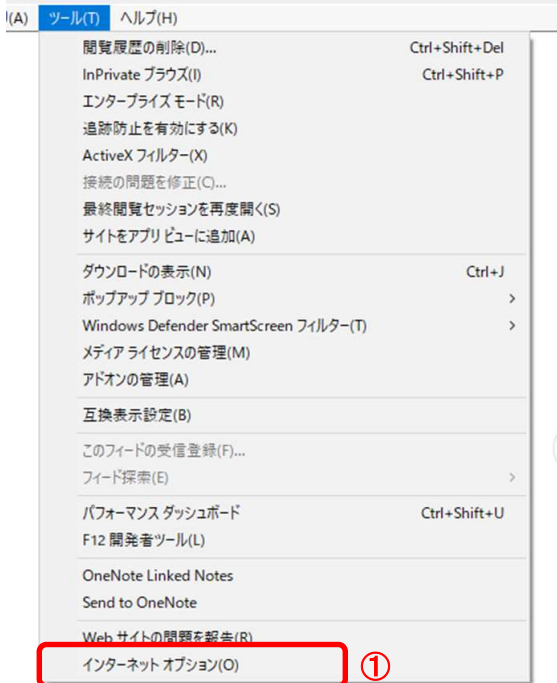 (A) ツール(T) ヘルプ(H)
閲覧履歴の削除(D)... Ctrl+Shift+Del
InPrivate ブラウズ(I) Ctrl+Shift+P
エンタープライズ モード(R)
追跡防止を有効にする(K)
ActiveX フィルター(X)
接続の問題を修正(C)...
最終閲覧セッションを再度開く(S)
サイトをアプリ ビューに追加(A)
ダウンロードの表示(N) Ctrl+J
ポップアップ ブロック(P)
Windows Defender SmartScreen フィルター(T)
メディア ライセンスの管理(M)
アドオンの管理(A)
互換表示設定(B)
このフィードの受信登録(F)...
フィード探索(E)
パフォーマンス ダッシュボード Ctrl+Shift+U
F12 開発者ツール(L)
OneNote Linked Notes
Send to OneNote
Web サイトの問題を報告(R)
インターネット オプション(O) ①